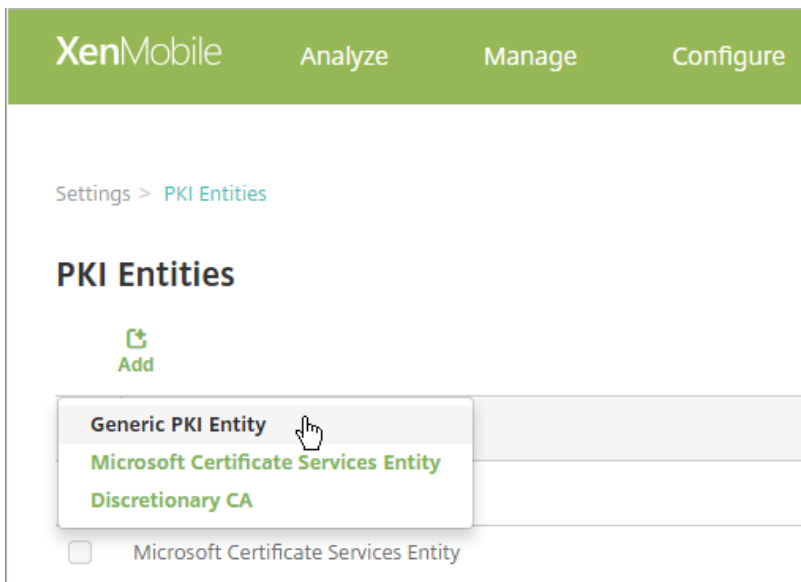 XenMobile Analyze Manage Configure
Settings > PKI Entities
PKI Entities
Add
Generic PKI Entity
Microsoft Certificate Services Entity
Discretionary CA
Microsoft Certificate Services Entity